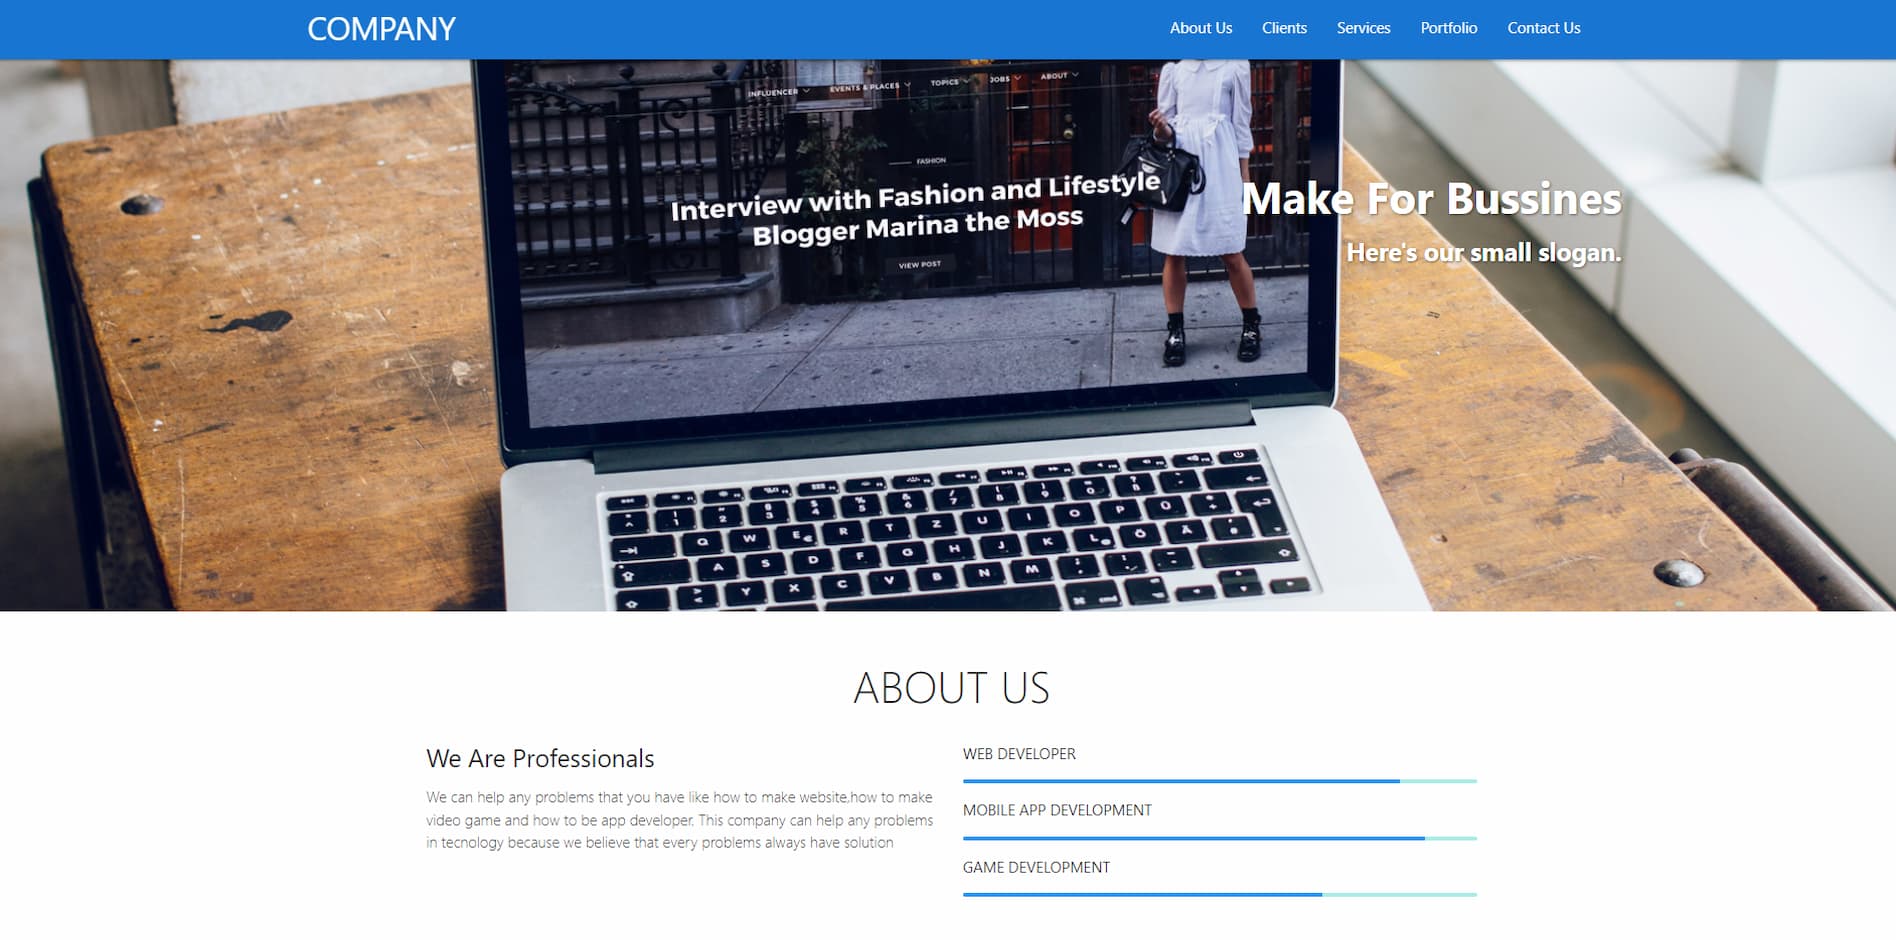 COMPANY
About Us Clients Services Portfolio Contact Us
INFLUENCER EVENTS & PLACES TOPICS JOBS ABOUT
FASHION
Interview with Fashion and Lifestyle
Blogger Marina the Moss
VIEW POST
Make For Bussines
Here's our small slogan.
Q W E R T Z U I O P Ü
A S D F G H J K L Ö Ä
Y X C V B N M
cmd
ABOUT US
We Are Professionals
We can help any problems that you have like how to make website,how to make
video game and how to be app developer. This company can help any problems
in tecnology because we believe that every problems always have solution
WEB DEVELOPER
MOBILE APP DEVELOPMENT
GAME DEVELOPMENT